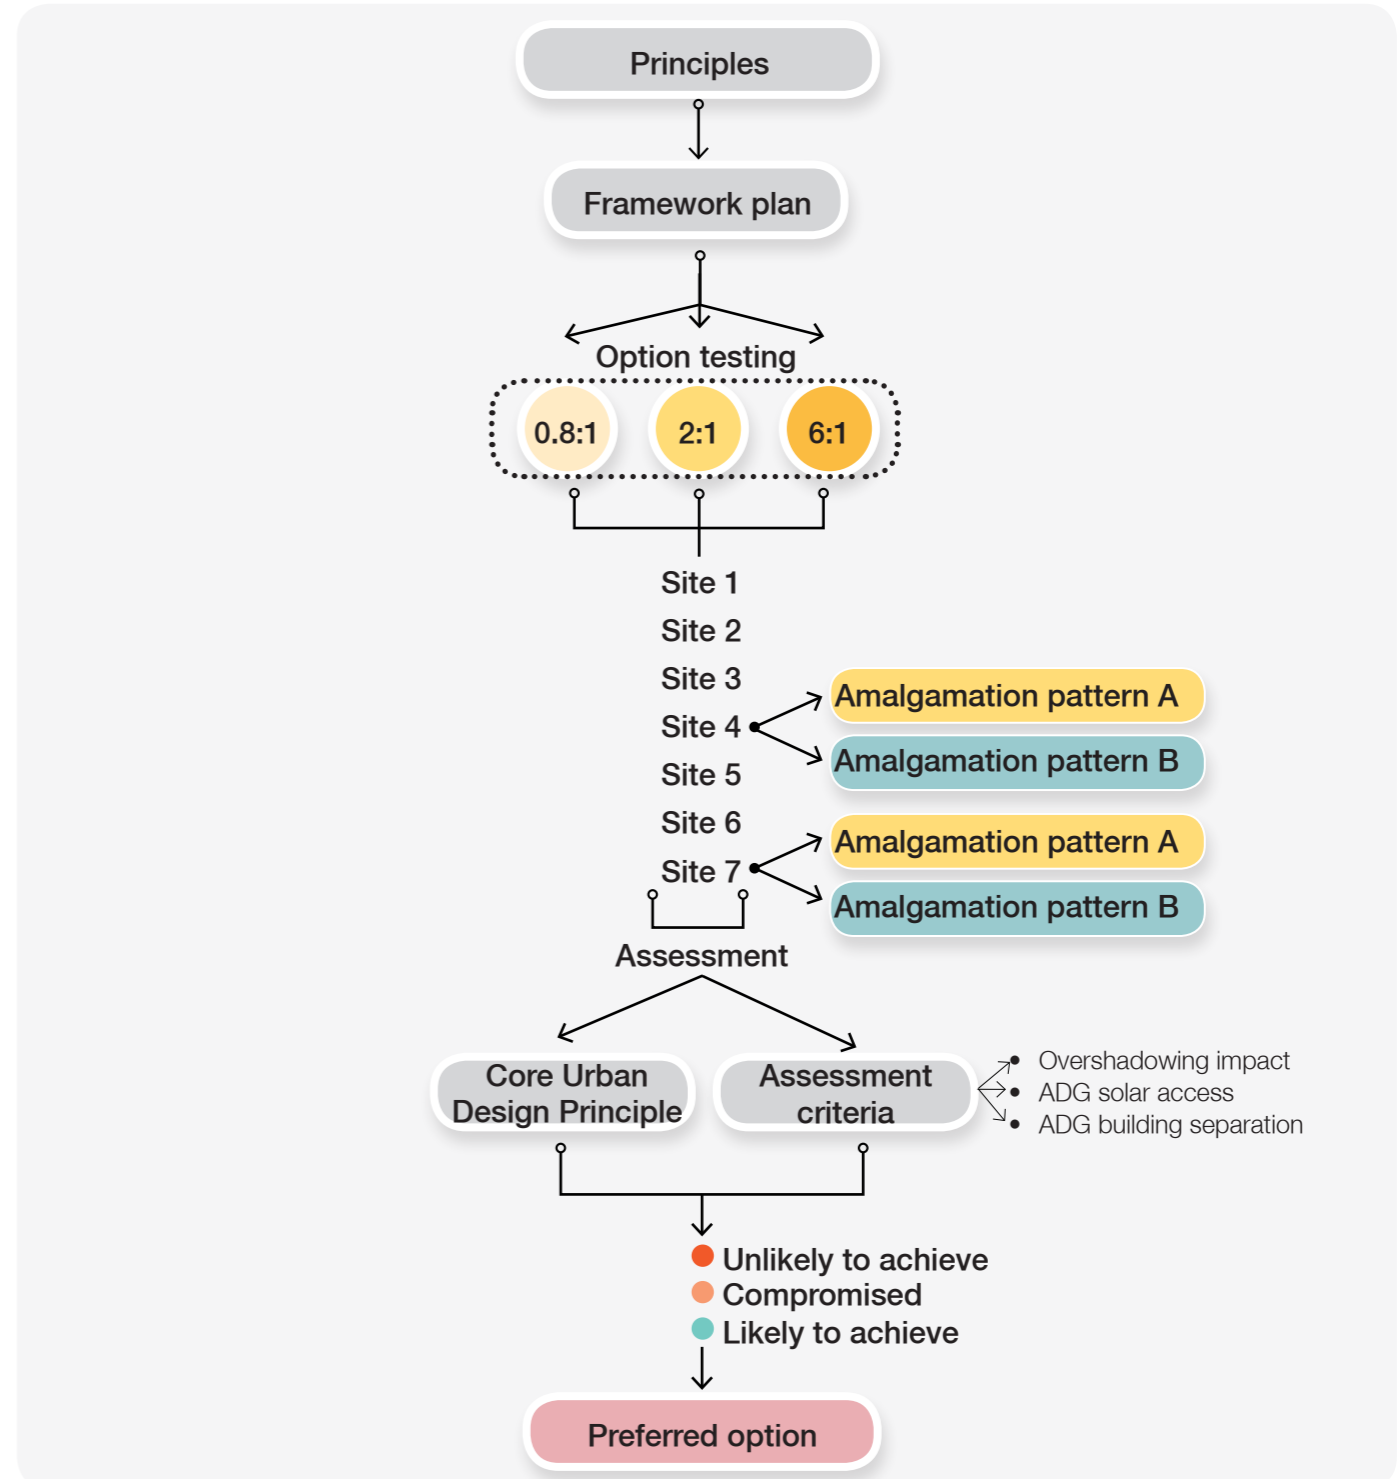 Principles
Framework plan
Option testing
0.8:1
2:1
6:1
Site 1
Site 2
Site 3
Site 4
Amalgamation pattern A
Amalgamation pattern B
Site 5
Site 6
Site 7
Amalgamation pattern A
Amalgamation pattern B
Assessment
Core Urban
Design Principle
Assessment
criteria
• Overshadowing impact
• ADG solar access
• ADG building separation
Unlikely to achieve
Compromised
Likely to achieve
Preferred option